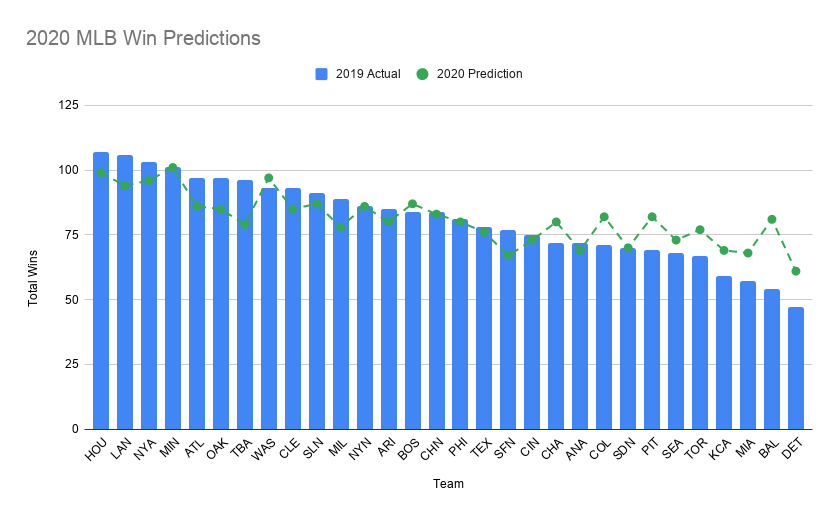 2020 MLB Win Predictions
2019 Actual 2020 Prediction
125
100
75
50
25
0
Total Wins
HOU LAN NYA MIN ATL OAK TBA WAS CLE SLN MIL NYN ARI BOS CHN PHI TEX SFN CIN CHA ANA COL SDN PIT SEA TOR KCA MIA BAL DET
Team